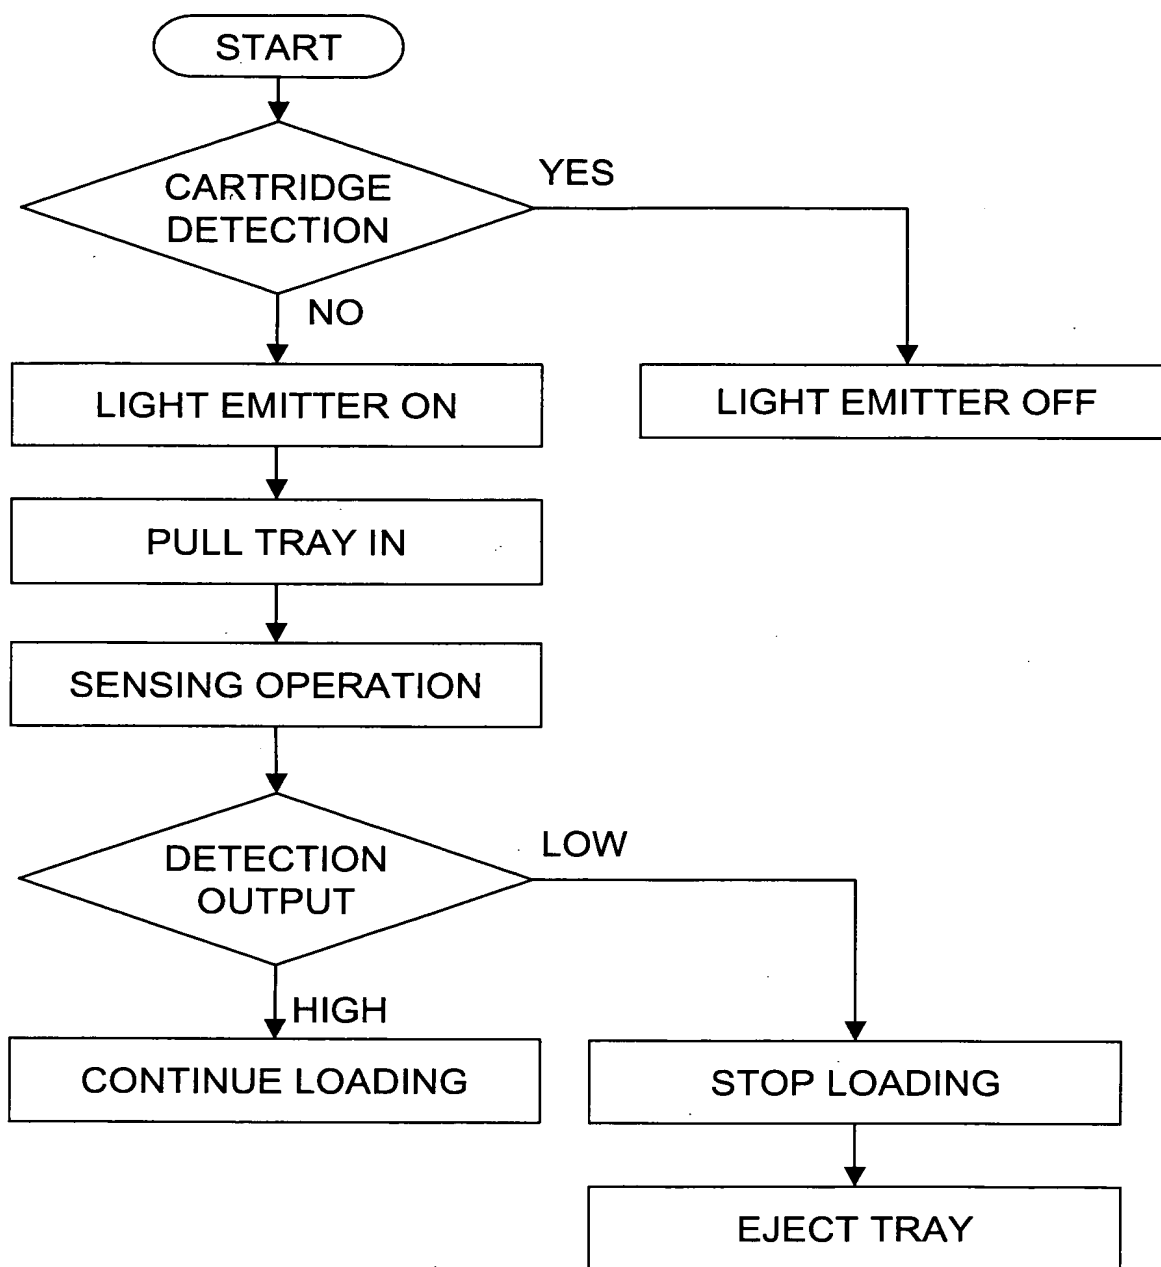 START
CARTRIDGE
DETECTION
YES
NO
LIGHT EMITTER ON
LIGHT EMITTER OFF
PULL TRAY IN
SENSING OPERATION
DETECTION
OUTPUT
LOW
HIGH
CONTINUE LOADING
STOP LOADING
EJECT TRAY